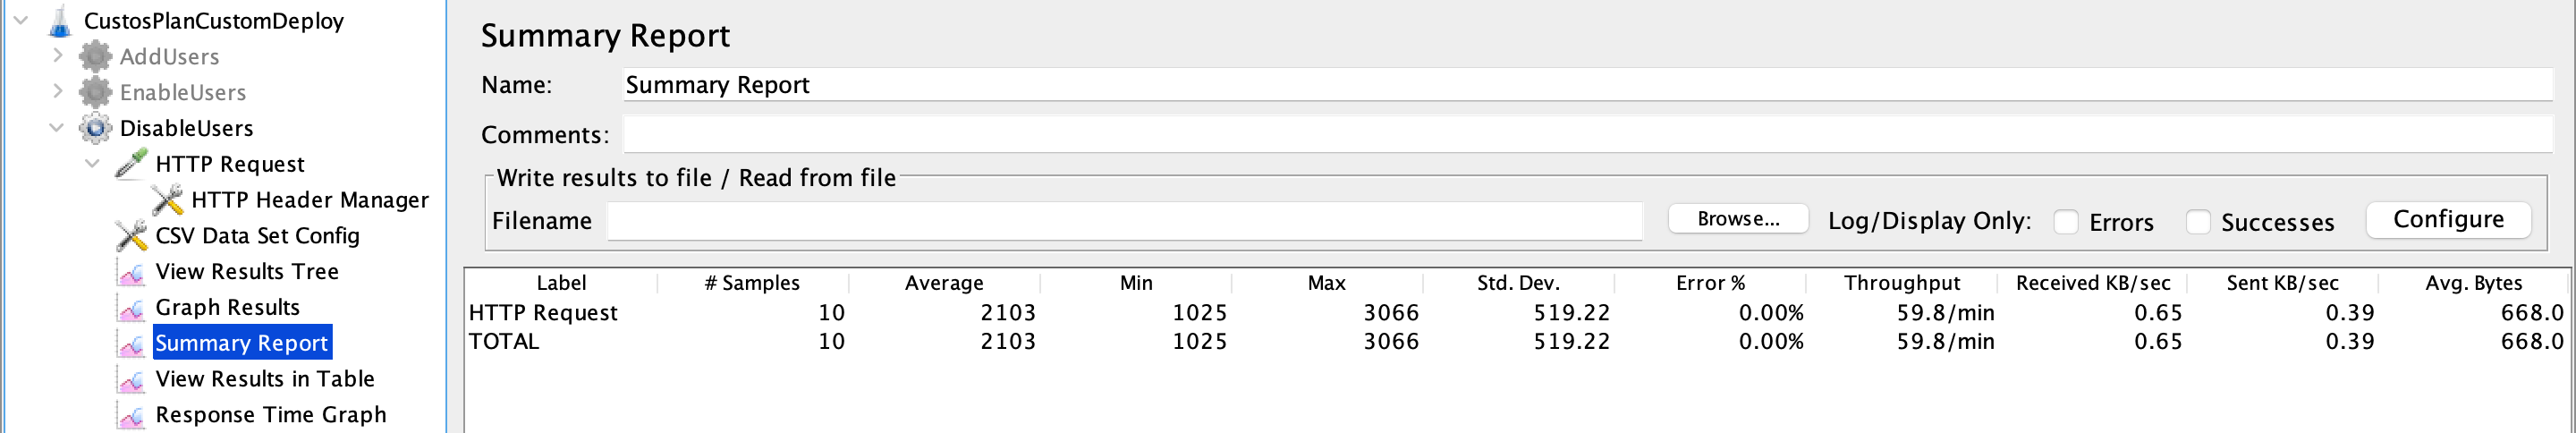 CustosPlanCustomDeploy
AddUsers
EnableUsers
DisableUsers
HTTP Request
HTTP Header Manager
CSV Data Set Config
View Results Tree
Graph Results
Summary Report
View Results in Table
Response Time Graph
Summary Report
Name: Summary Report
Comments:
Write results to file / Read from file
Filename Browse... Log/Display Only: Errors Successes Configure
Label # Samples Average Min Max Std. Dev. Error % Throughput Received KB/sec Sent KB/sec Avg. Bytes
HTTP Request 10 2103 1025 3066 519.22 0.00% 59.8/min 0.65 0.39 668.0
TOTAL 10 2103 1025 3066 519.22 0.00% 59.8/min 0.65 0.39 668.0